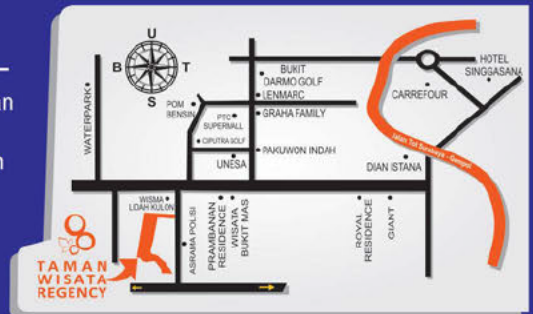 an
n
U
B
T
S
WATERPARK
POM
BENSIN
PTC
SUPERMALL
CIPUTRA GOLF
UNESA
BUKIT
DARMO GOLF
LENMARC
GRAHA FAMILY
PAKUWON INDAH
CARREFOUR
HOTEL
SINGGASANA
Jalan Tol Surabaya - Gempol
DIAN ISTANA
WISMA
LIDAH KULON
ASRAMA POLISI
PRAMBANAN
RESIDENCE
WISATA
BUKIT MAS
ROYAL
RESIDENCE
GIANT
TAMAN
WISATA
REGENCY